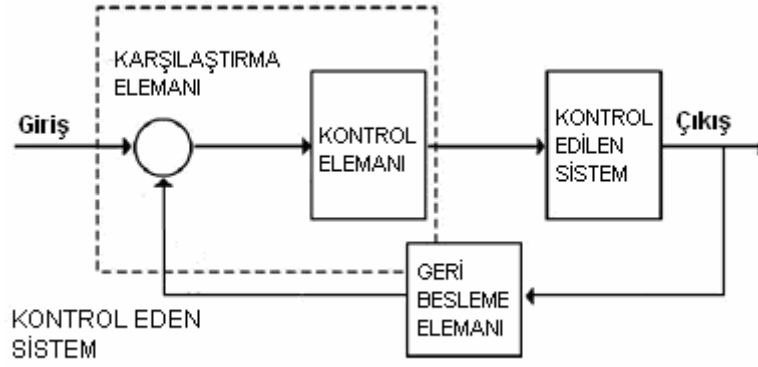 KARŞILAŞTIRMA
ELEMANI
Giriş
KONTROL
ELEMANI
KONTROL
EDİLEN
SİSTEM
Çıkış
GERİ
BESLEME
ELEMANI
KONTROL EDEN
SİSTEM